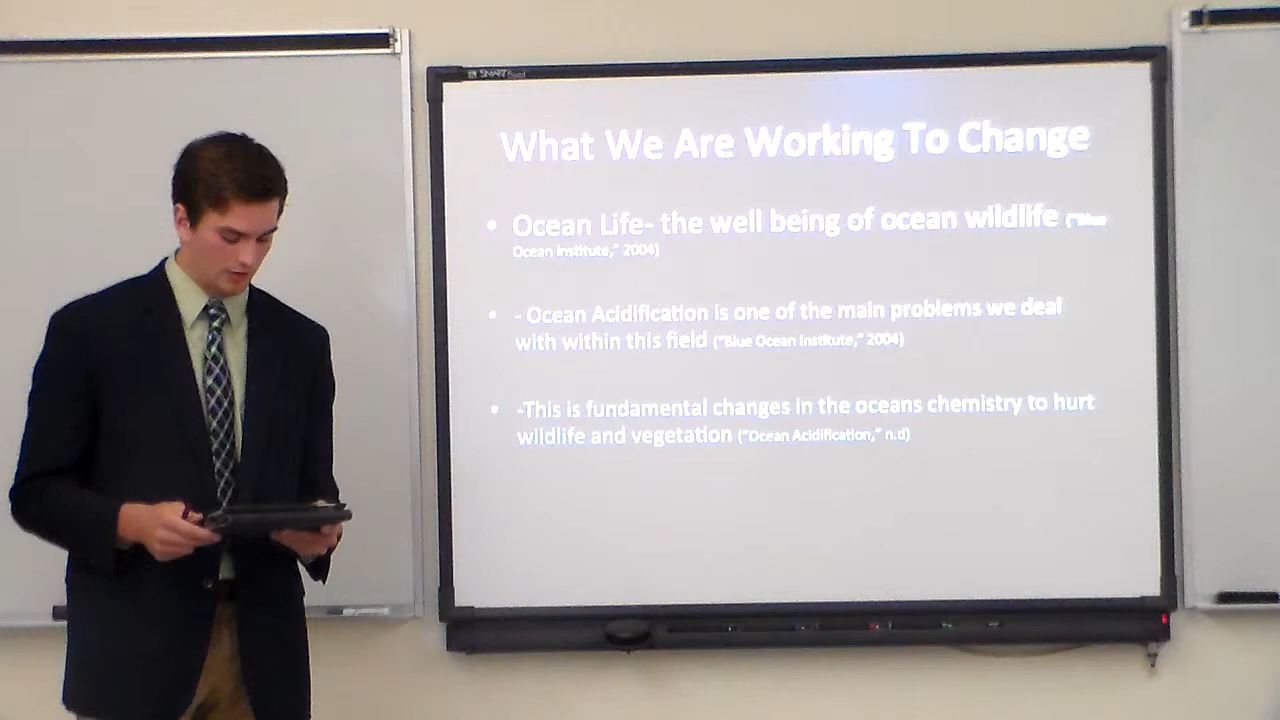 SMART Board
What We Are Working To Change
• Ocean Life- the well being of ocean wildlife ("Blue
Ocean Institute," 2004)
• - Ocean Acidification is one of the main problems we deal
with within this field ("Blue Ocean Institute," 2004)
• -This is fundamental changes in the oceans chemistry to hurt
wildlife and vegetation ("Ocean Acidification," n.d)